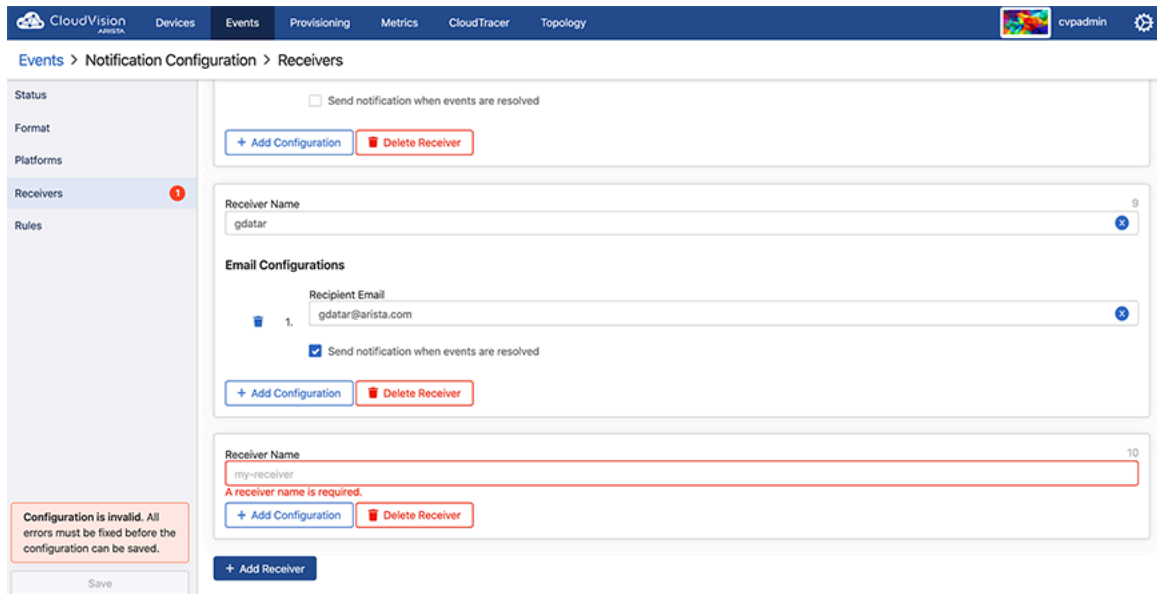 CloudVision
ARISTA
Devices
Events
Provisioning
Metrics
CloudTracer
Topology
cvpadmin
Events > Notification Configuration > Receivers
Status
Format
Platforms
Receivers
1
Rules
Configuration is invalid. All
errors must be fixed before the
configuration can be saved.
Save
Send notification when events are resolved
+ Add Configuration
Delete Receiver
Receiver Name
9
gdatar
Email Configurations
Recipient Email
1.
gdatar@arista.com
Send notification when events are resolved
+ Add Configuration
Delete Receiver
Receiver Name
10
my-receiver
A receiver name is required.
+ Add Configuration
Delete Receiver
+ Add Receiver